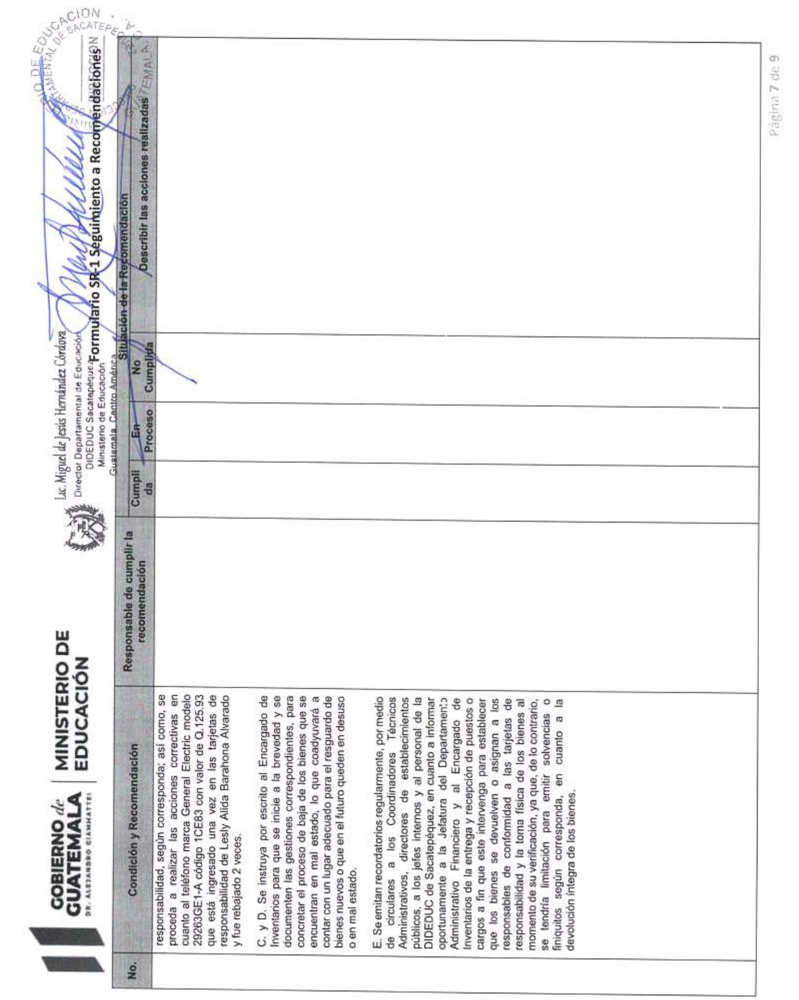 GOBIERNO de
GUATEMALA
DR. ALEJANDRO GIAMMATTEI
MINISTERIO DE
EDUCACIÓN
Lic. Miguel de Jesús Hernández Córdova
Director Departamental de Educación
DIDEDUC Sacatepéquez
Ministerio de Educación
Guatemala, Centro América
Formulario SR-1 Seguimiento a Recomendaciones
No.
Condición y Recomendación
Responsable de cumplir la
recomendación
Situación de la Recomendación
Cumpli
da
En
Proceso
No
Cumplida
Describir las acciones realizadas
responsabilidad, según corresponda; así como, se
proceda a realizar las acciones correctivas en
cuanto al teléfono marca General Electric modelo
29263GE1-A código 1CE83 con valor de Q.125.93
que está ingresado una vez en las tarjetas de
responsabilidad de Lesly Alida Barahona Alvarado
y fue rebajado 2 veces.
C. y D. Se instruya por escrito al Encargado de
Inventarios para que se inicie a la brevedad y se
documenten las gestiones correspondientes, para
concretar el proceso de baja de los bienes que se
encuentran en mal estado, lo que coadyuvará a
contar con un lugar adecuado para el resguardo de
bienes nuevos o que en el futuro queden en desuso
o en mal estado.
E. Se emitan recordatorios regularmente, por medio
de circulares a los Coordinadores Técnicos
Administrativos, directores de establecimientos
públicos, a los jefes internos y al personal de la
DIDEDUC de Sacatepéquez, en cuanto a informar
oportunamente a la Jefatura del Departamento
Administrativo Financiero y al Encargado de
Inventarios de la entrega y recepción de puestos o
cargos a fin que este intervenga para establecer
que los bienes se devuelven o asignan a los
responsables de conformidad a las tarjetas de
responsabilidad y la toma física de los bienes al
momento de su verificación, ya que, de lo contrario,
se tendría limitación para emitir solvencias o
finiquitos según corresponda, en cuanto a la
devolución íntegra de los bienes.
Página 7 de 9